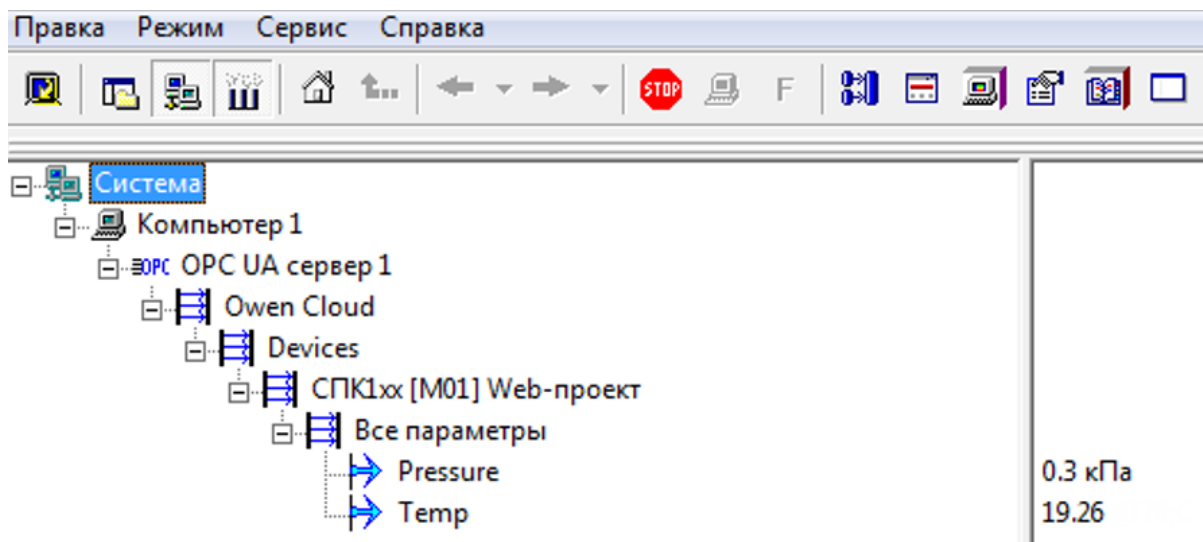 Правка Режим Сервис Справка
STOP F
Система
Компьютер 1
OPC OPC UA сервер 1
Owen Cloud
Devices
СПК1xx [M01] Web-проект
Все параметры
Pressure 0.3 кПа
Temp 19.26